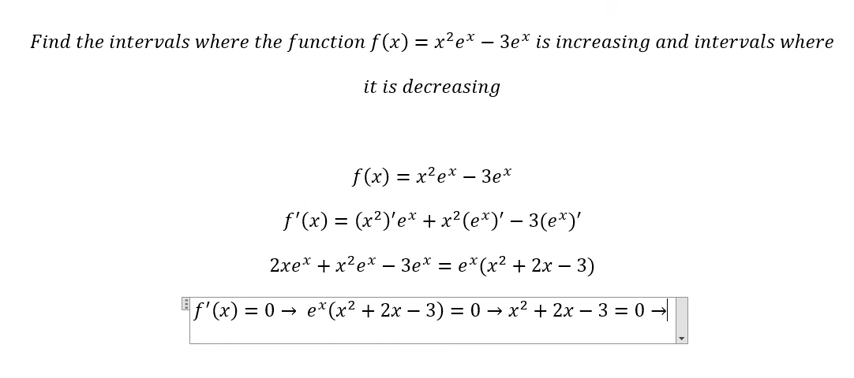 Find the intervals where the function f(x) = x²eˣ − 3eˣ is increasing and intervals where
it is decreasing
f(x) = x²eˣ − 3eˣ
f′(x) = (x²)′eˣ + x²(eˣ)′ − 3(eˣ)′
2xeˣ + x²eˣ − 3eˣ = eˣ(x² + 2x − 3)
f′(x) = 0 → eˣ(x² + 2x − 3) = 0 → x² + 2x − 3 = 0 →